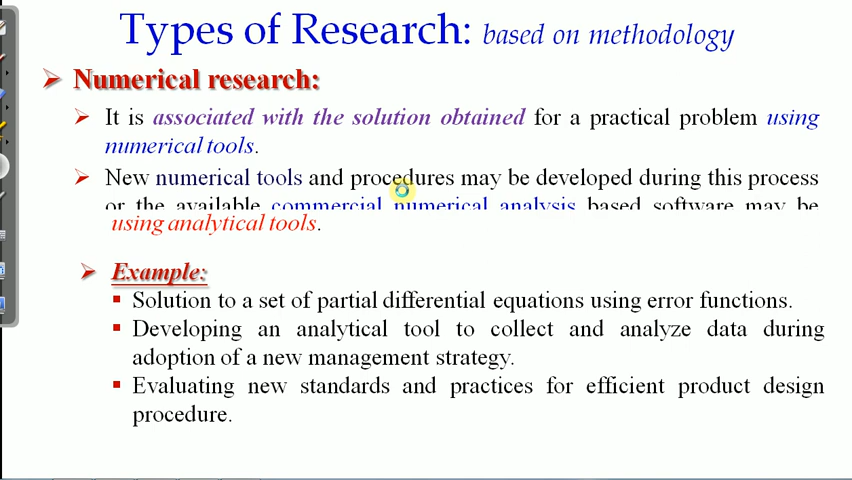 Types of Research: based on methodology
Numerical research:
It is associated with the solution obtained for a practical problem using
numerical tools.
New numerical tools and procedures may be developed during this process
or the available commercial numerical analysis based software may be
using analytical tools.
Example:
Solution to a set of partial differential equations using error functions.
Developing an analytical tool to collect and analyze data during
adoption of a new management strategy.
Evaluating new standards and practices for efficient product design
procedure.